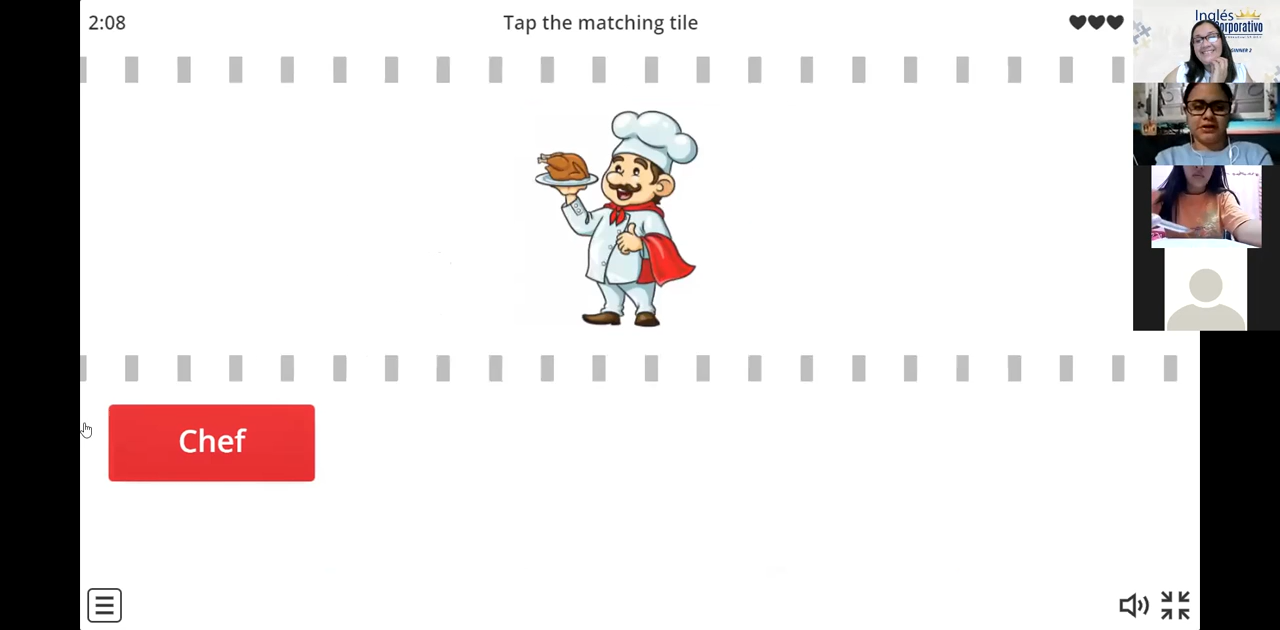 2:08
Tap the matching tile
Inglés
Corporativo
Chef